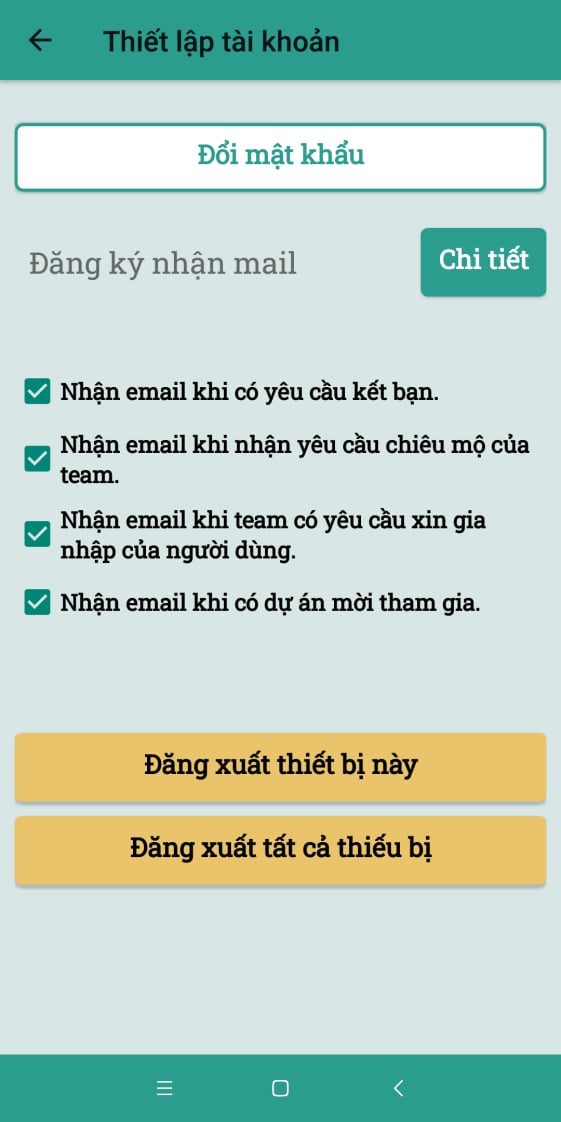 Thiết lập tài khoản
Đổi mật khẩu
Đăng ký nhận mail
Chi tiết
Nhận email khi có yêu cầu kết bạn.
Nhận email khi nhận yêu cầu chiêu mộ của
team.
Nhận email khi team có yêu cầu xin gia
nhập của người dùng.
Nhận email khi có dự án mời tham gia.
Đăng xuất thiết bị này
Đăng xuất tất cả thiếu bị